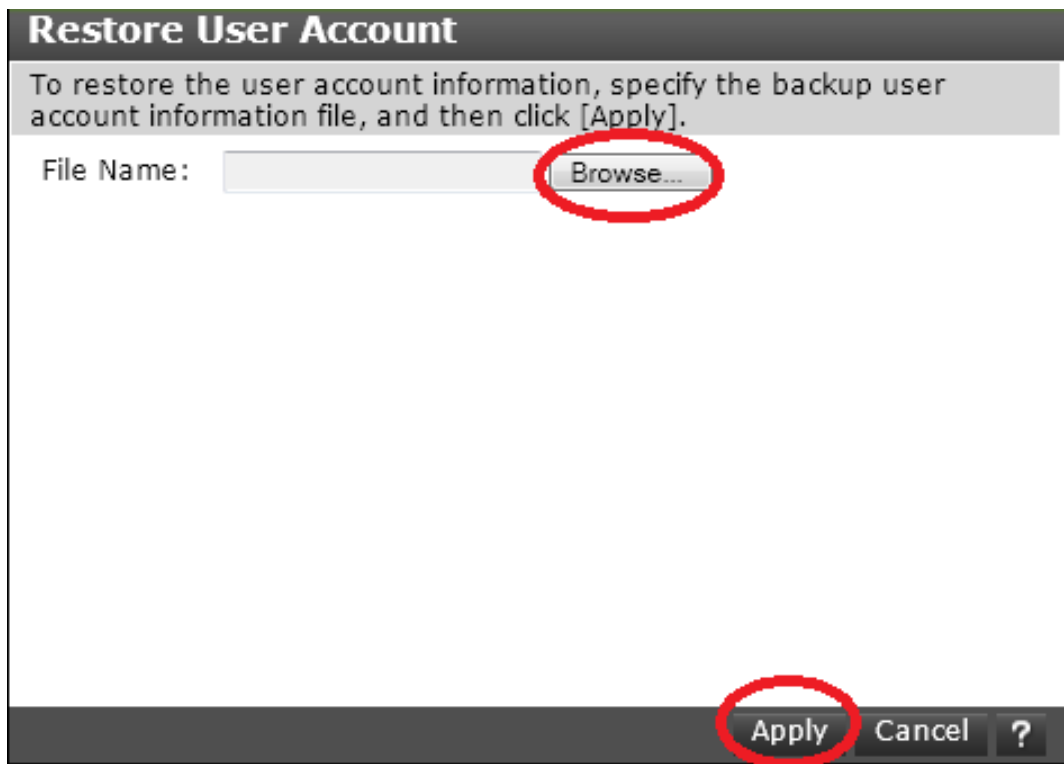 Restore User Account
To restore the user account information, specify the backup user
account information file, and then click [Apply].
File Name: Browse...
Apply Cancel ?